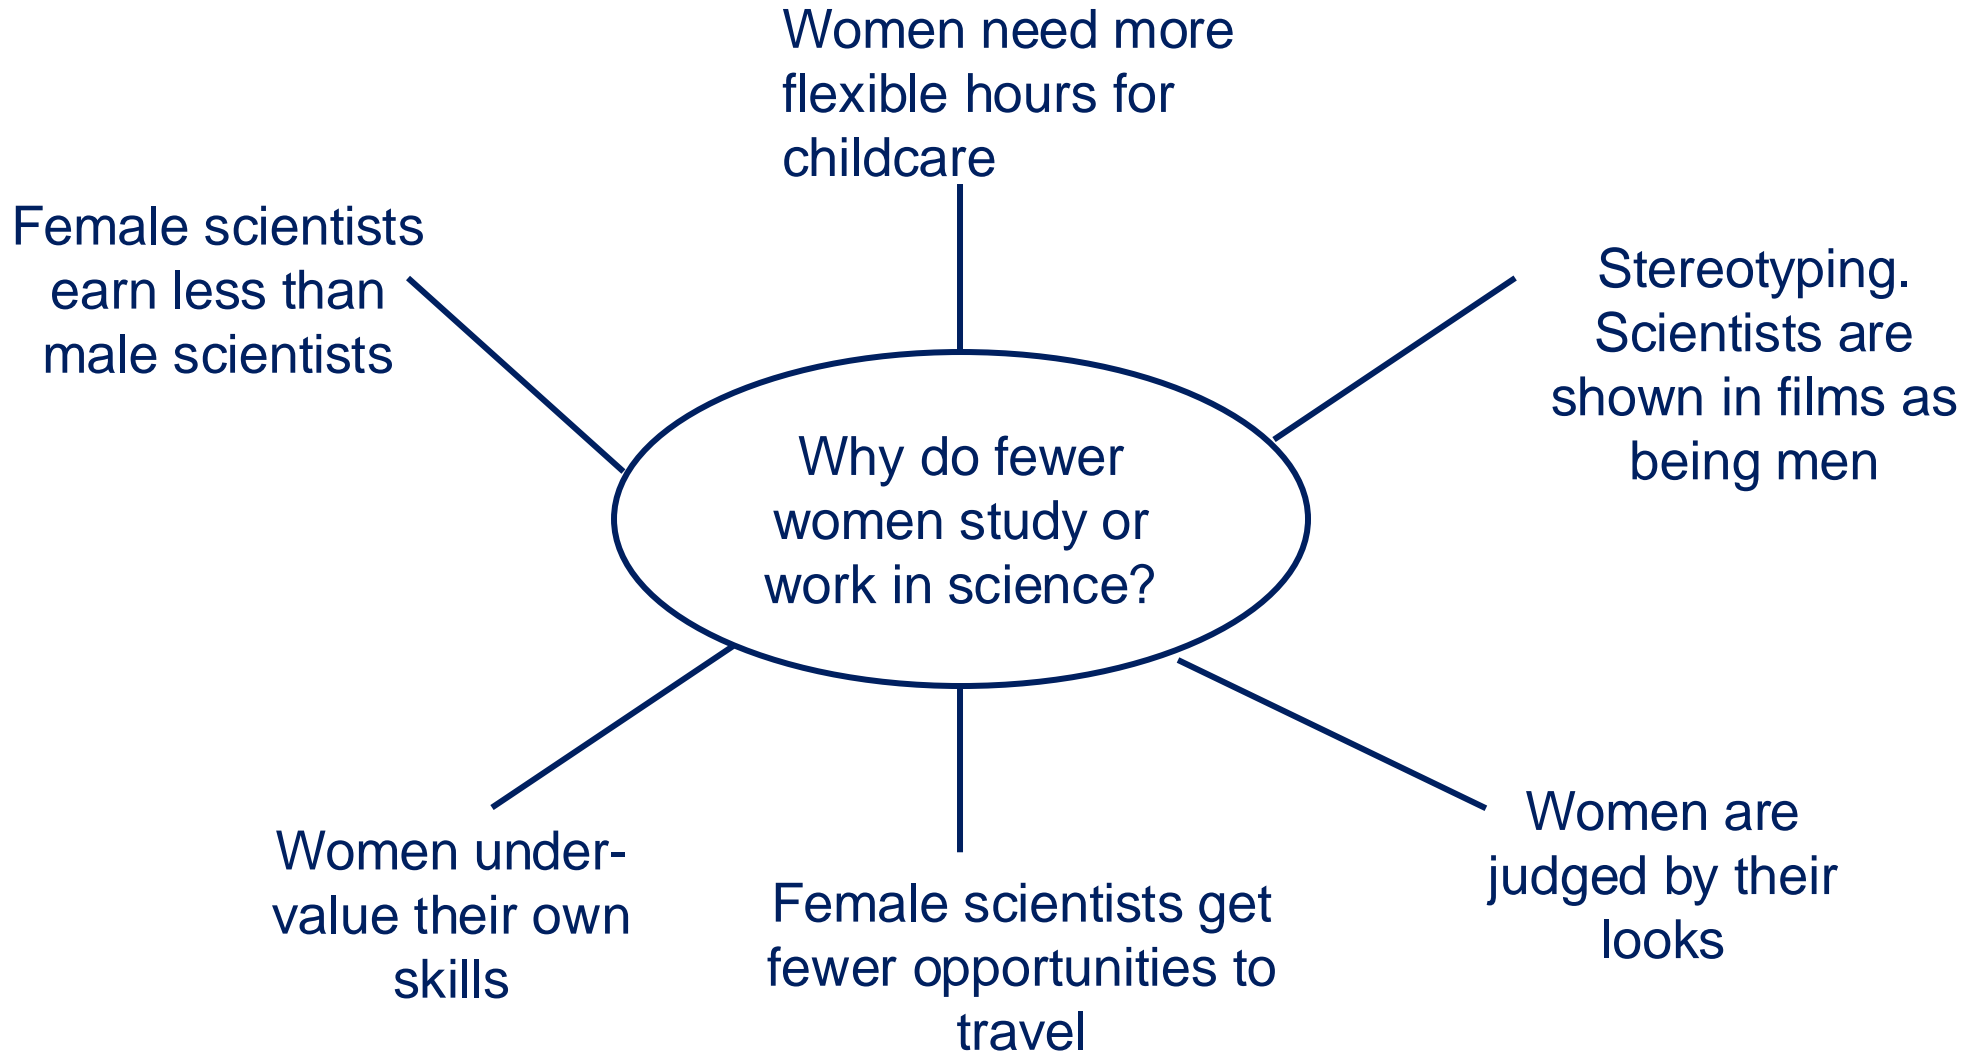 Women need more
flexible hours for
childcare
Female scientists
earn less than
male scientists
Stereotyping.
Scientists are
shown in films as
being men
Why do fewer
women study or
work in science?
Women under-
value their own
skills
Female scientists get
fewer opportunities to
travel
Women are
judged by their
looks